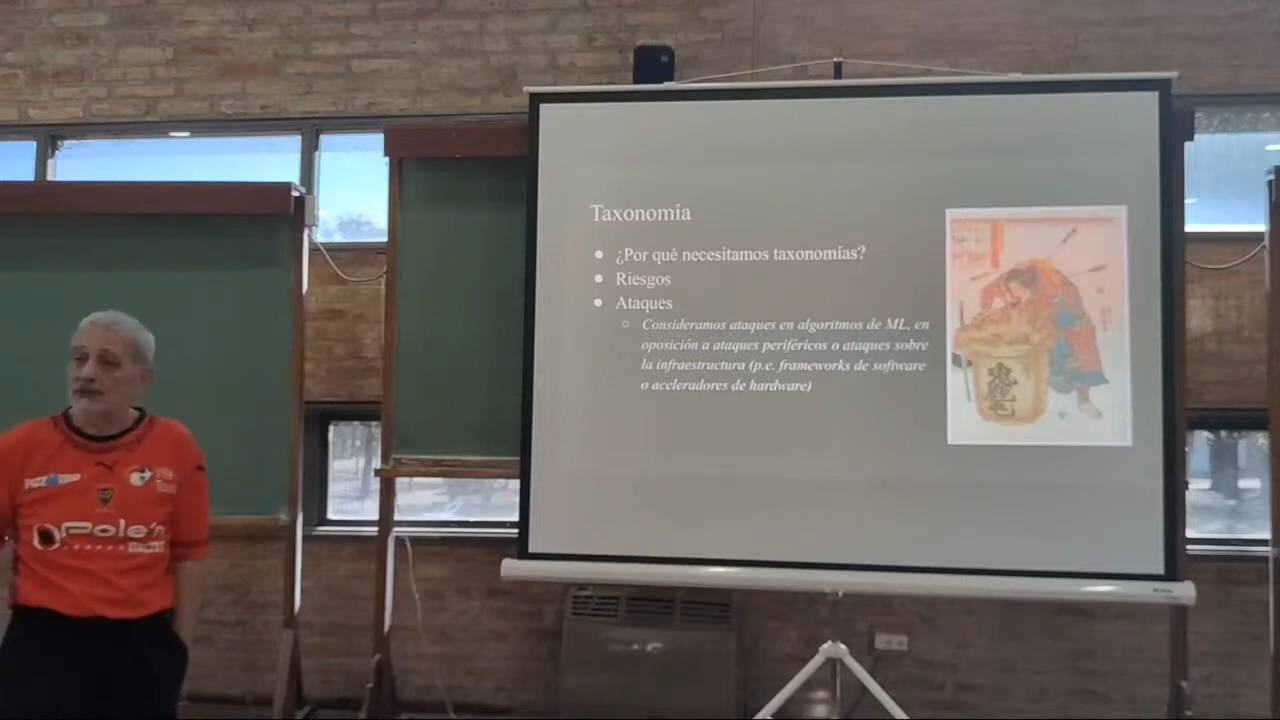 Taxonomía
● ¿Por qué necesitamos taxonomías?
● Riesgos
● Ataques
○ Consideramos ataques en algoritmos de ML, en
oposición a ataques periféricos o ataques sobre
la infraestructura (p.e. frameworks de software
o aceleradores de hardware)
Pole'n